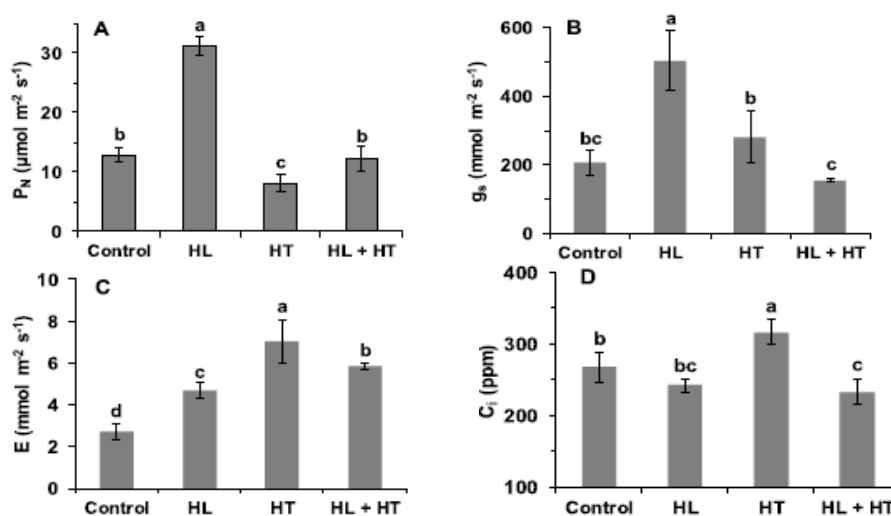 A
P_N (µmol m⁻² s⁻¹)
30
20
10
0
b
a
c
b
Control HL HT HL + HT
B
g_s (mmol m⁻² s⁻¹)
600
400
200
0
bc
a
b
c
Control HL HT HL + HT
C
E (mmol m⁻² s⁻¹)
10
8
6
4
2
0
d
c
a
b
Control HL HT HL + HT
D
C_i (ppm)
400
300
250
200
100
b
bc
a
c
Control HL HT HL + HT